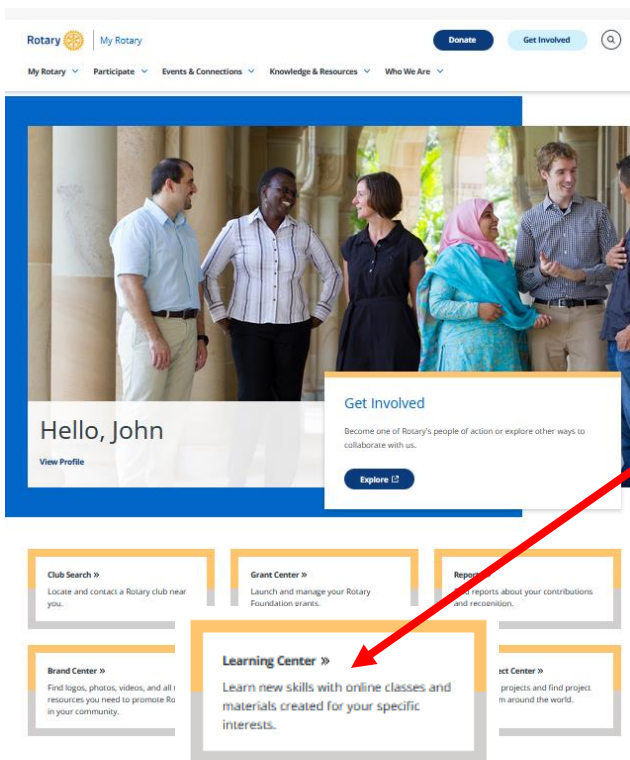 Rotary My Rotary Donate Get Involved
My Rotary Participate Events & Connections Knowledge & Resources Who We Are
Hello, John
View Profile
Get Involved
Become one of Rotary's people of action or explore other ways to
collaborate with us.
Explore
Club Search »
Locate and contact a Rotary club near
you.
Grant Center »
Launch and manage your Rotary
Foundation grants.
reports about your contributions
and recognition.
Brand Center »
Find logos, photos, videos, and all
resources you need to promote
in your community.
Learning Center »
Learn new skills with online classes and
materials created for your specific
interests.
Center »
projects and find project
around the world.